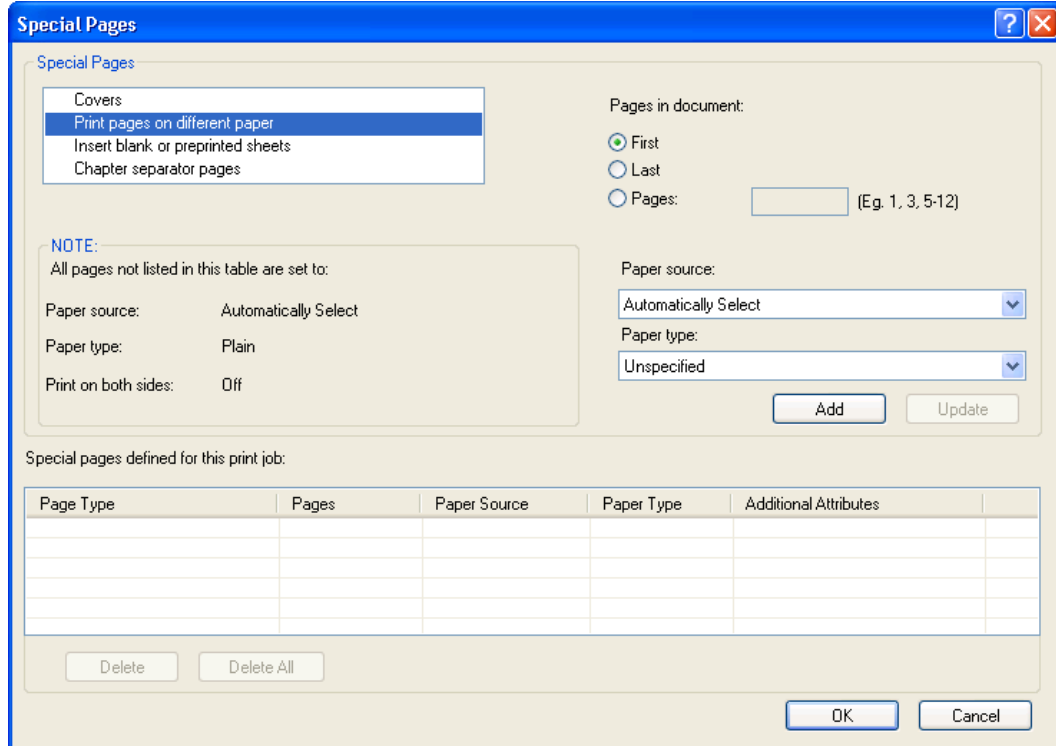 Special Pages
Special Pages
Covers
Print pages on different paper
Insert blank or preprinted sheets
Chapter separator pages
Pages in document:
First
Last
Pages: (Eg. 1, 3, 5-12)
NOTE:
All pages not listed in this table are set to:
Paper source: Automatically Select
Paper type: Plain
Print on both sides: Off
Paper source:
Automatically Select
Paper type:
Unspecified
Add Update
Special pages defined for this print job:
Page Type Pages Paper Source Paper Type Additional Attributes
Delete Delete All
OK Cancel